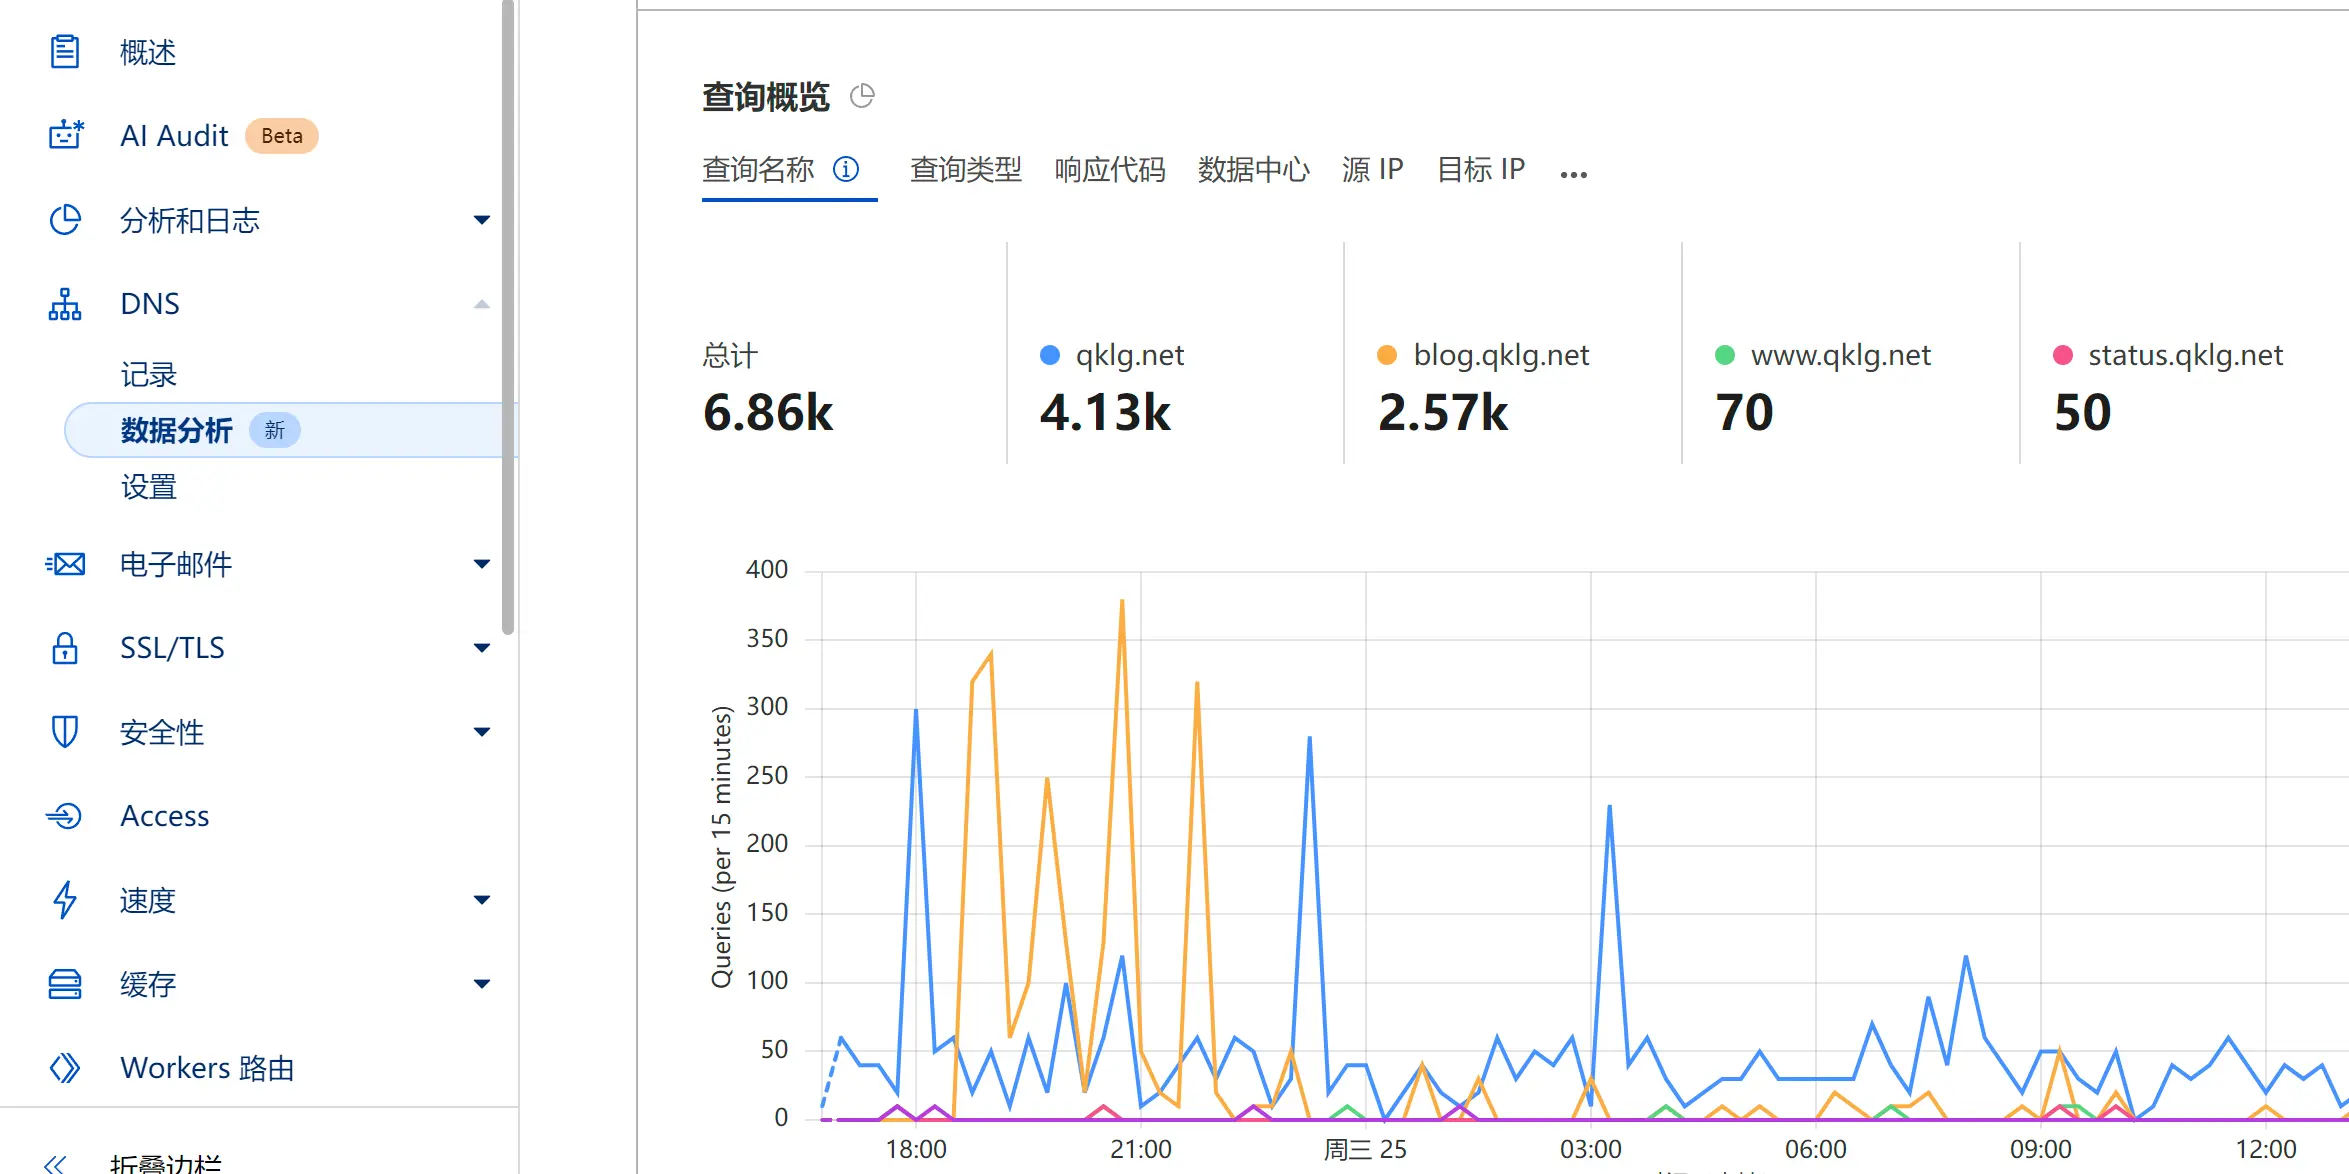 概述
AI Audit Beta
分析和日志
DNS
记录
数据分析 新
设置
电子邮件
SSL/TLS
安全性
Access
速度
缓存
Workers 路由
折叠边栏
查询概览
查询名称 查询类型 响应代码 数据中心 源 IP 目标 IP ...
总计
6.86k
qklg.net
4.13k
blog.qklg.net
2.57k
www.qklg.net
70
status.qklg.net
50
Queries (per 15 minutes)
400
350
300
250
200
150
100
50
0
18:00 21:00 周三 25 03:00 06:00 09:00 12:00